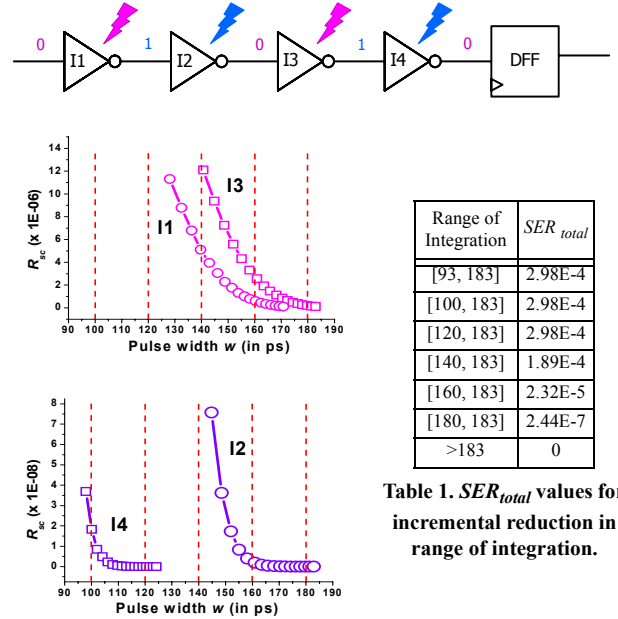 0 1 0 1 0
I1 I2 I3 I4 DFF
14
12
10
8
6
4
2
0
R_sc (x 1E-06)
I3
I1
90 100 110 120 130 140 150 160 170 180 190
Pulse width w (in ps)
8
7
6
5
4
3
2
1
0
R_sc (x 1E-08)
I2
I4
90 100 110 120 130 140 150 160 170 180 190
Pulse width w (in ps)
Range of Integration SER total
[93, 183] 2.98E-4
[100, 183] 2.98E-4
[120, 183] 2.98E-4
[140, 183] 1.89E-4
[160, 183] 2.32E-5
[180, 183] 2.44E-7
>183 0
Table 1. SER_total values for
incremental reduction in
range of integration.